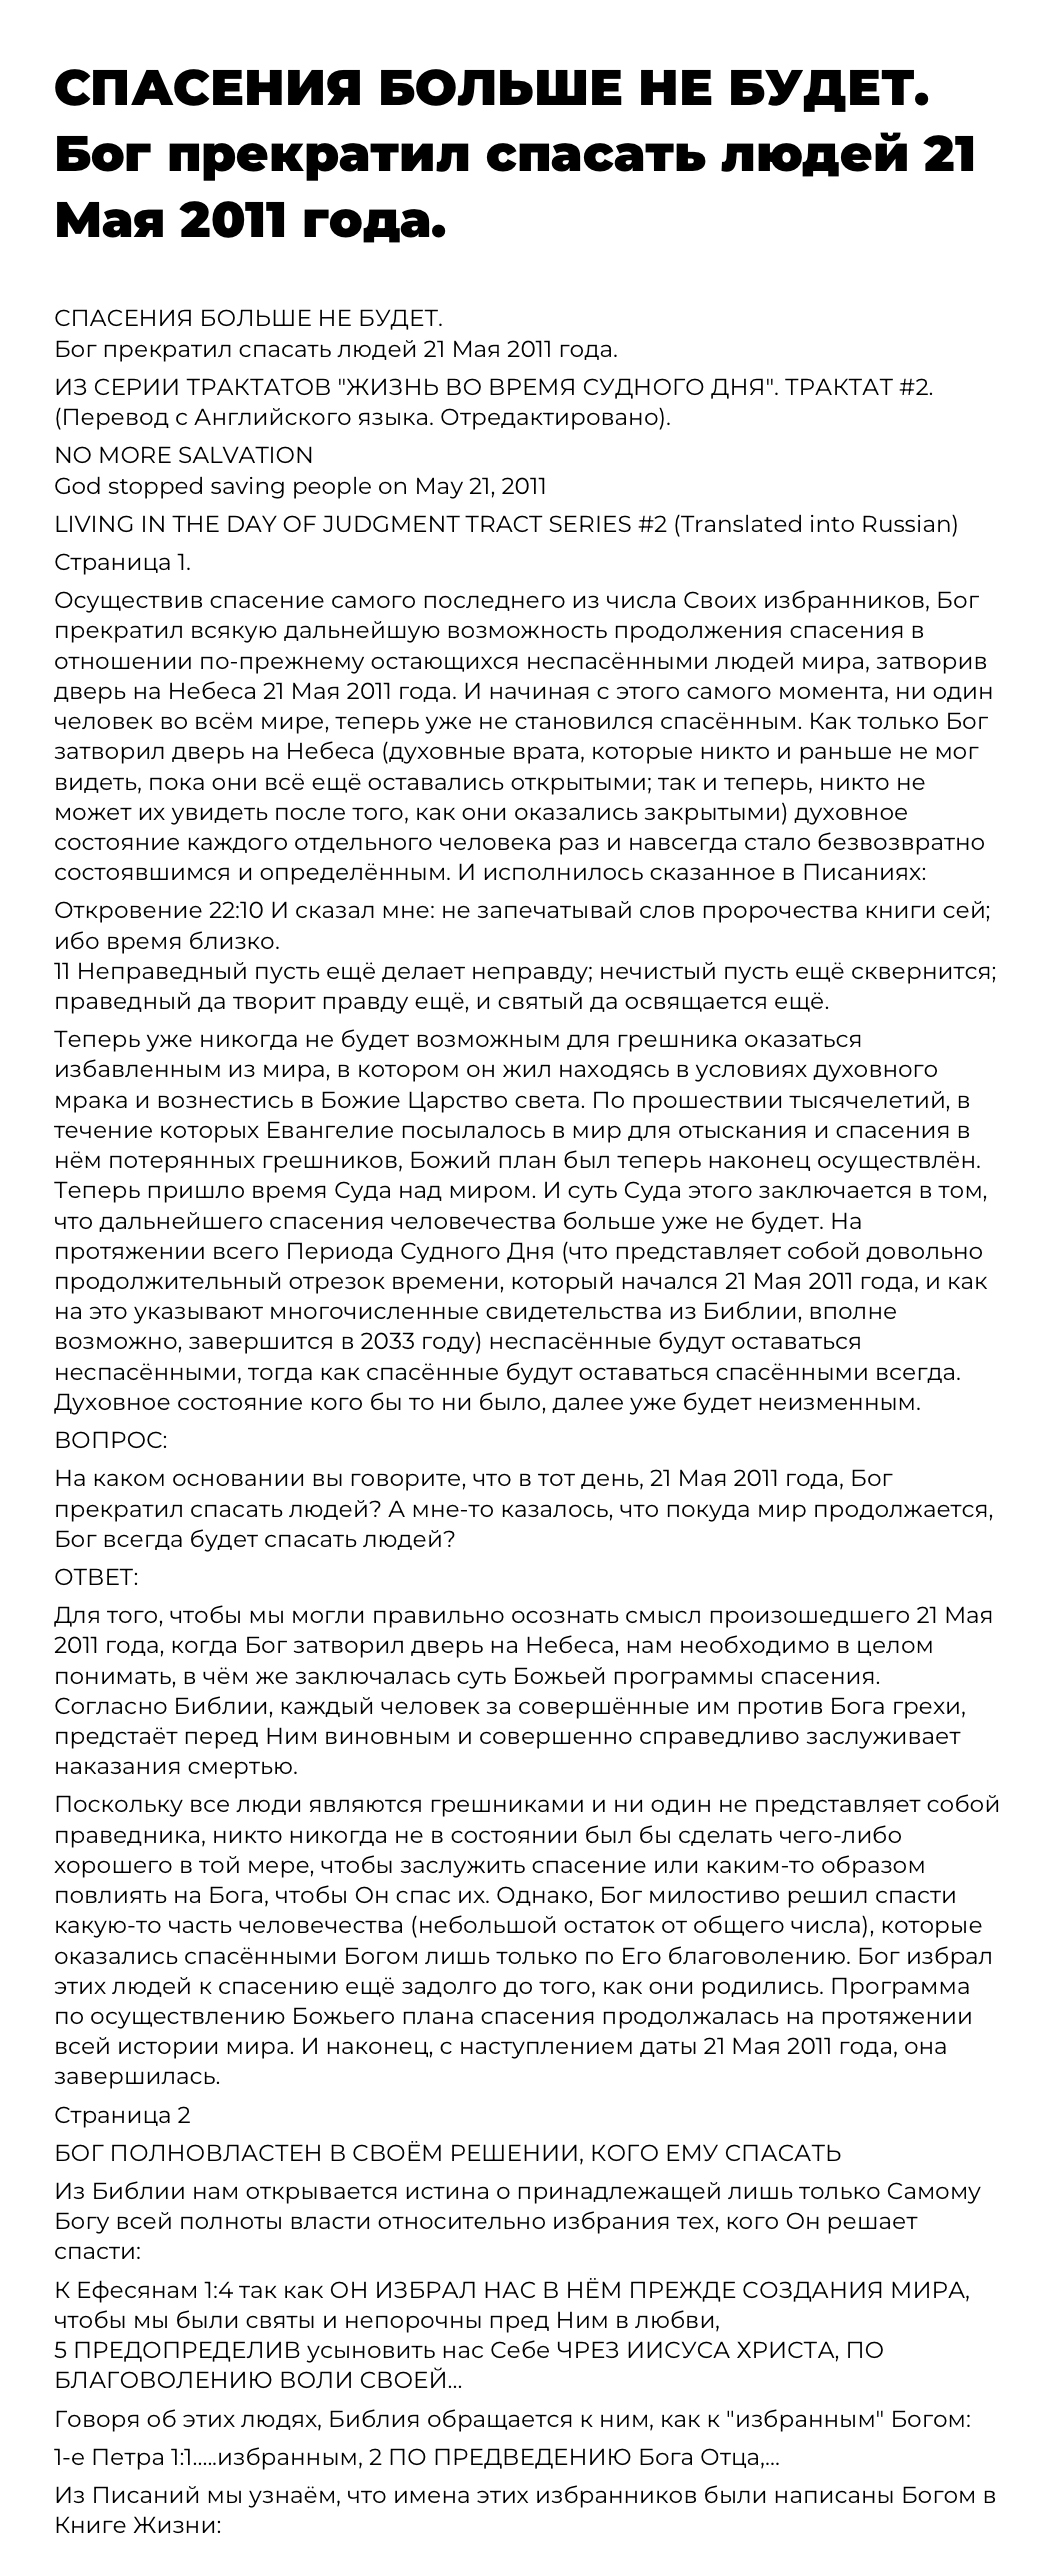 СПАСЕНИЯ БОЛЬШЕ НЕ БУДЕТ.
Бог прекратил спасать людей 21
Мая 2011 года.
СПАСЕНИЯ БОЛЬШЕ НЕ БУДЕТ.
Бог прекратил спасать людей 21 Мая 2011 года.
ИЗ СЕРИИ ТРАКТАТОВ "ЖИЗНЬ ВО ВРЕМЯ СУДНОГО ДНЯ". ТРАКТАТ #2.
(Перевод с Английского языка. Отредактировано).
NO MORE SALVATION
God stopped saving people on May 21, 2011
LIVING IN THE DAY OF JUDGMENT TRACT SERIES #2 (Translated into Russian)
Страница 1.
Осуществив спасение самого последнего из числа Своих избранников, Бог
прекратил всякую дальнейшую возможность продолжения спасения в
отношении по-прежнему остающихся неспасёнными людей мира, затворив
дверь на Небеса 21 Мая 2011 года. И начиная с этого самого момента, ни один
человек во всём мире, теперь уже не становился спасённым. Как только Бог
затворил дверь на Небеса (духовные врата, которые никто и раньше не мог
видеть, пока они всё ещё оставались открытыми; так и теперь, никто не
может их увидеть после того, как они оказались закрытыми) духовное
состояние каждого отдельного человека раз и навсегда стало безвозвратно
состоявшимся и определённым. И исполнилось сказанное в Писаниях:
Откровение 22:10 И сказал мне: не запечатывай слов пророчества книги сей;
ибо время близко.
11 Неправедный пусть ещё делает неправду; нечистый пусть ещё сквернится;
праведный да творит правду ещё, и святый да освящается ещё.
Теперь уже никогда не будет возможным для грешника оказаться
избавленным из мира, в котором он жил находясь в условиях духовного
мрака и вознестись в Божие Царство света. По прошествии тысячелетий, в
течение которых Евангелие посылалось в мир для отыскания и спасения в
нём потерянных грешников, Божий план был теперь наконец осуществлён.
Теперь пришло время Суда над миром. И суть Суда этого заключается в том,
что дальнейшего спасения человечества больше уже не будет. На
протяжении всего Периода Судного Дня (что представляет собой довольно
продолжительный отрезок времени, который начался 21 Мая 2011 года, и как
на это указывают многочисленные свидетельства из Библии, вполне
возможно, завершится в 2033 году) неспасённые будут оставаться
неспасёнными, тогда как спасённые будут оставаться спасёнными всегда.
Духовное состояние кого бы то ни было, далее уже будет неизменным.
ВОПРОС:
На каком основании вы говорите, что в тот день, 21 Мая 2011 года, Бог
прекратил спасать людей? А мне-то казалось, что покуда мир продолжается,
Бог всегда будет спасать людей?
ОТВЕТ:
Для того, чтобы мы могли правильно осознать смысл произошедшего 21 Мая
2011 года, когда Бог затворил дверь на Небеса, нам необходимо в целом
понимать, в чём же заключалась суть Божьей программы спасения.
Согласно Библии, каждый человек за совершённые им против Бога грехи,
предстаёт перед Ним виновным и совершенно справедливо заслуживает
наказания смертью.
Поскольку все люди являются грешниками и ни один не представляет собой
праведника, никто никогда не в состоянии был бы сделать чего-либо
хорошего в той мере, чтобы заслужить спасение или каким-то образом
повлиять на Бога, чтобы Он спас их. Однако, Бог милостиво решил спасти
какую-то часть человечества (небольшой остаток от общего числа), которые
оказались спасёнными Богом лишь только по Его благоволению. Бог избрал
этих людей к спасению ещё задолго до того, как они родились. Программа
по осуществлению Божьего плана спасения продолжалась на протяжении
всей истории мира. И наконец, с наступлением даты 21 Мая 2011 года, она
завершилась.
Страница 2
БОГ ПОЛНОВЛАСТЕН В СВОЁМ РЕШЕНИИ, КОГО ЕМУ СПАСАТЬ
Из Библии нам открывается истина о принадлежащей лишь только Самому
Богу всей полноты власти относительно избрания тех, кого Он решает
спасти:
К Ефесянам 1:4 так как ОН ИЗБРАЛ НАС В НЁМ ПРЕЖДЕ СОЗДАНИЯ МИРА,
чтобы мы были святы и непорочны пред Ним в любви,
5 ПРЕДОПРЕДЕЛИВ усыновить нас Себе ЧРЕЗ ИИСУСА ХРИСТА, ПО
БЛАГОВОЛЕНИЮ ВОЛИ СВОЕЙ...
Говоря об этих людях, Библия обращается к ним, как к "избранным" Богом:
1-е Петра 1:1.....избранным, 2 ПО ПРЕДВЕДЕНИЮ Бога Отца,...
Из Писаний мы узнаём, что имена этих избранников были написаны Богом в
Книге Жизни: